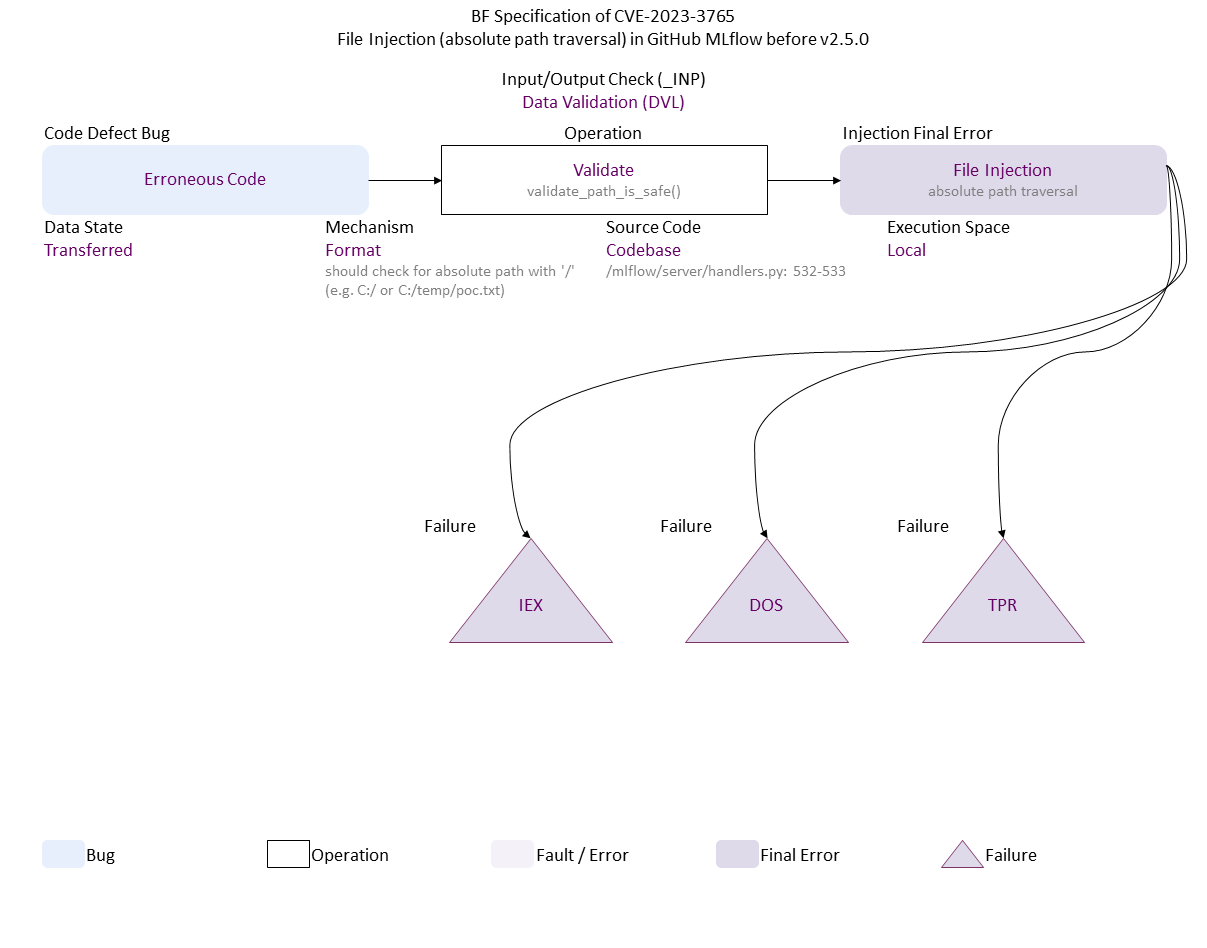 BF Specification of CVE-2023-3765
File Injection (absolute path traversal) in GitHub MLflow before v2.5.0
Input/Output Check (_INP)
Data Validation (DVL)
Code Defect Bug
Operation
Injection Final Error
Erroneous Code
Validate
validate_path_is_safe()
File Injection
absolute path traversal
Data State
Transferred
Mechanism
Format
should check for absolute path with '/'
(e.g. C:/ or C:/temp/poc.txt)
Source Code
Codebase
/mlflow/server/handlers.py: 532-533
Execution Space
Local
Failure
Failure
Failure
IEX
DOS
TPR
Bug
Operation
Fault / Error
Final Error
Failure